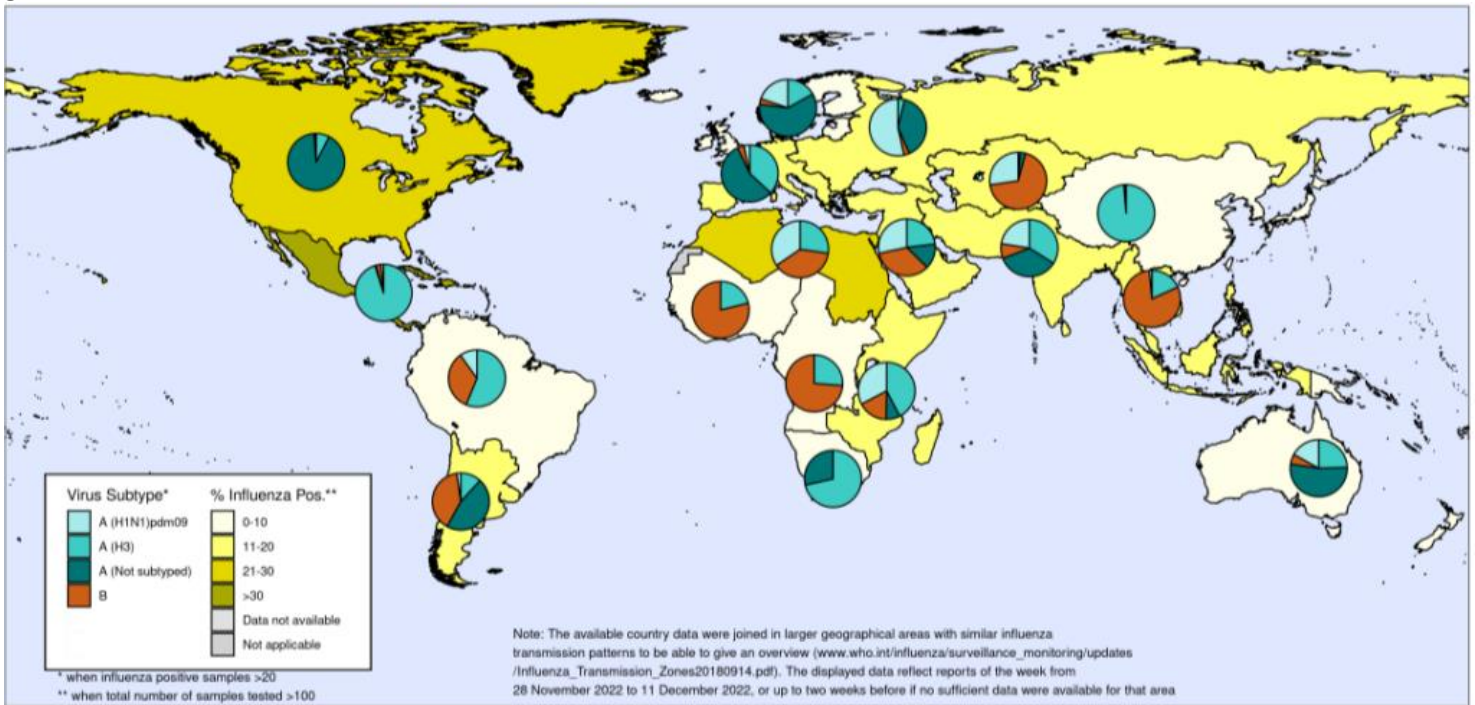 Virus Subtype*
A (H1N1)pdm09
A (H3)
A (Not subtyped)
B
% Influenza Pos.**
0-10
11-20
21-30
>30
Data not available
Not applicable
* when influenza positive samples >20
** when total number of samples tested >100
Note: The available country data were joined in larger geographical areas with similar influenza
transmission patterns to be able to give an overview (www.who.int/influenza/surveillance_monitoring/updates
/Influenza_Transmission_Zones20180914.pdf). The displayed data reflect reports of the week from
28 November 2022 to 11 December 2022, or up to two weeks before if no sufficient data were available for that area